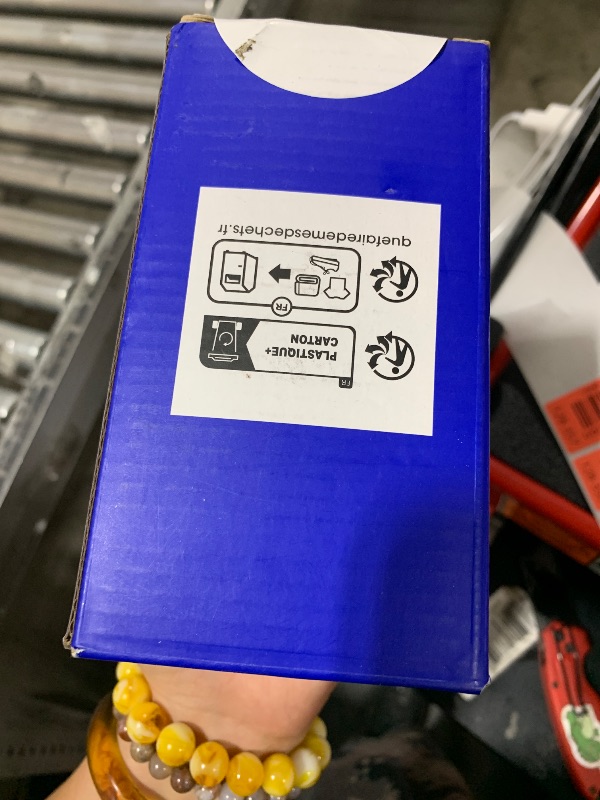 FR
PLASTIQUE+
CARTON
FR
quefairedemesdechets.fr